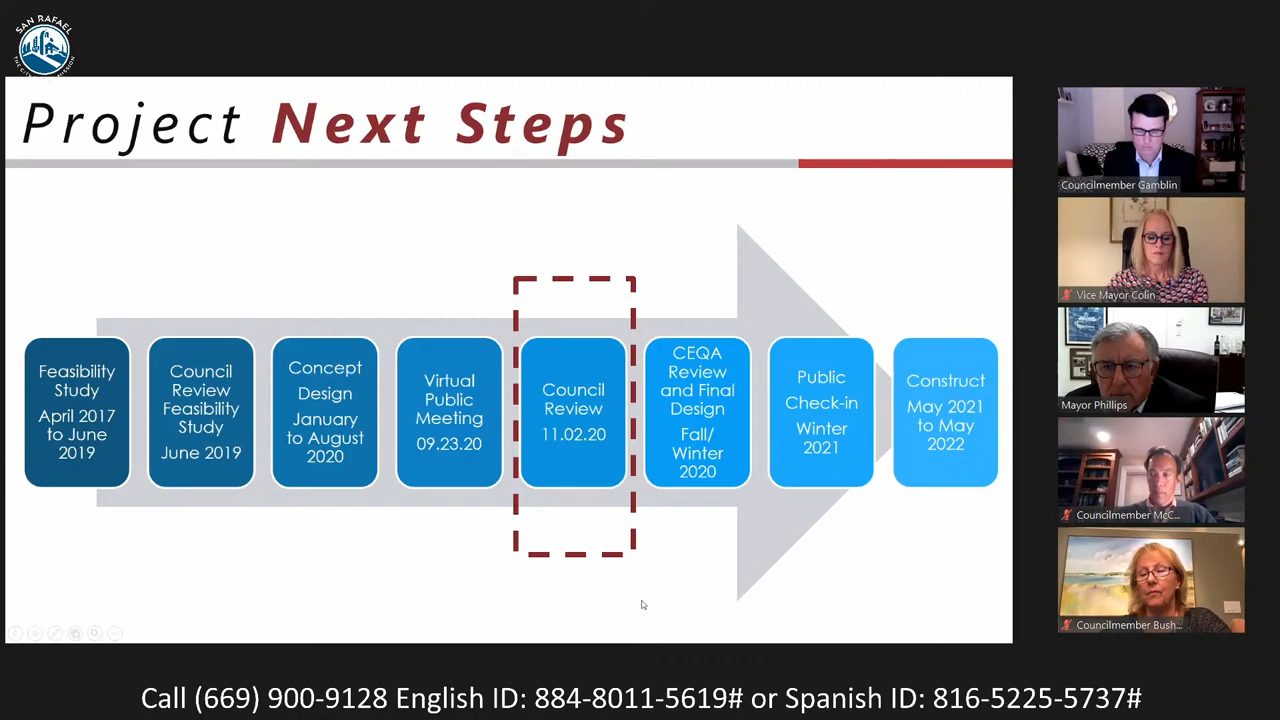 SAN RAFAEL
Project Next Steps
Feasibility
Study
April 2017
to June
2019
Council
Review
Feasibility
Study
June 2019
Concept
Design
January
to August
2020
Virtual
Public
Meeting
09.23.20
Council
Review
11.02.20
CEQA
Review
and Final
Design
Fall/
Winter
2020
Public
Check-in
Winter
2021
Construct
May 2021
to May
2022
Councilmember Gamblin
Vice Mayor Colin
Mayor Phillips
Councilmember McC...
Councilmember Bush...
Call (669) 900-9128 English ID: 884-8011-5619# or Spanish ID: 816-5225-5737#